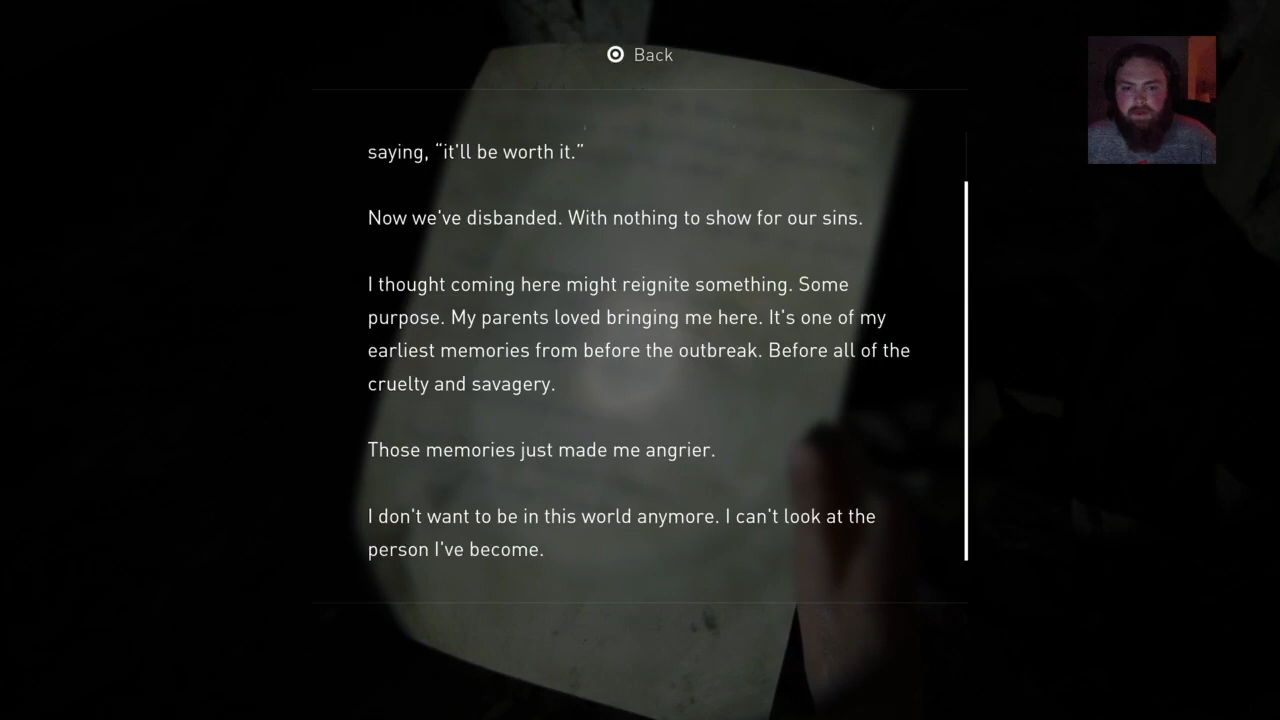 Back
saying, “it'll be worth it.”
Now we've disbanded. With nothing to show for our sins.
I thought coming here might reignite something. Some
purpose. My parents loved bringing me here. It's one of my
earliest memories from before the outbreak. Before all of the
cruelty and savagery.
Those memories just made me angrier.
I don't want to be in this world anymore. I can't look at the
person I've become.